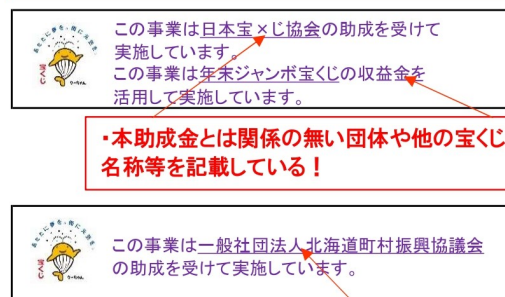 この事業は日本宝×じ協会の助成を受けて
実施しています。
この事業は年末ジャンボ宝くじの収益金を
活用して実施しています。
・本助成金とは関係の無い団体や他の宝くじ
名称等を記載している！
この事業は一般社団法人北海道町村振興協議会
の助成を受けて実施しています。